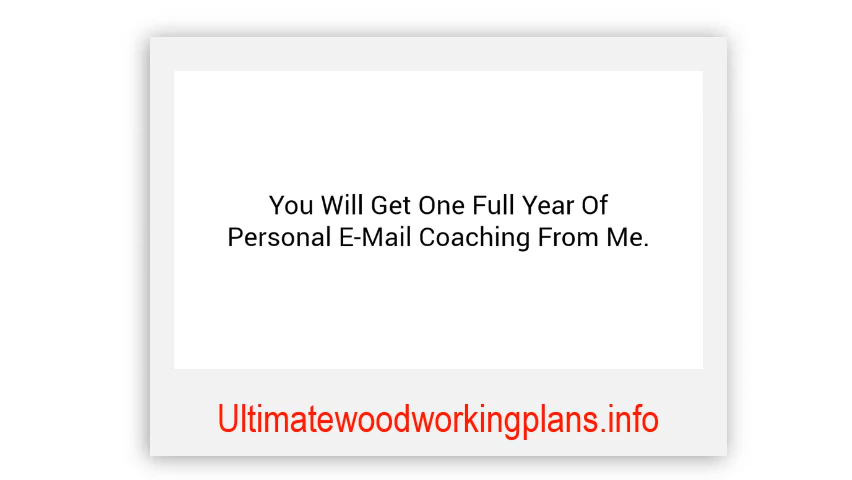 You Will Get One Full Year Of
Personal E-Mail Coaching From Me.
Ultimatewoodworkingplans.info